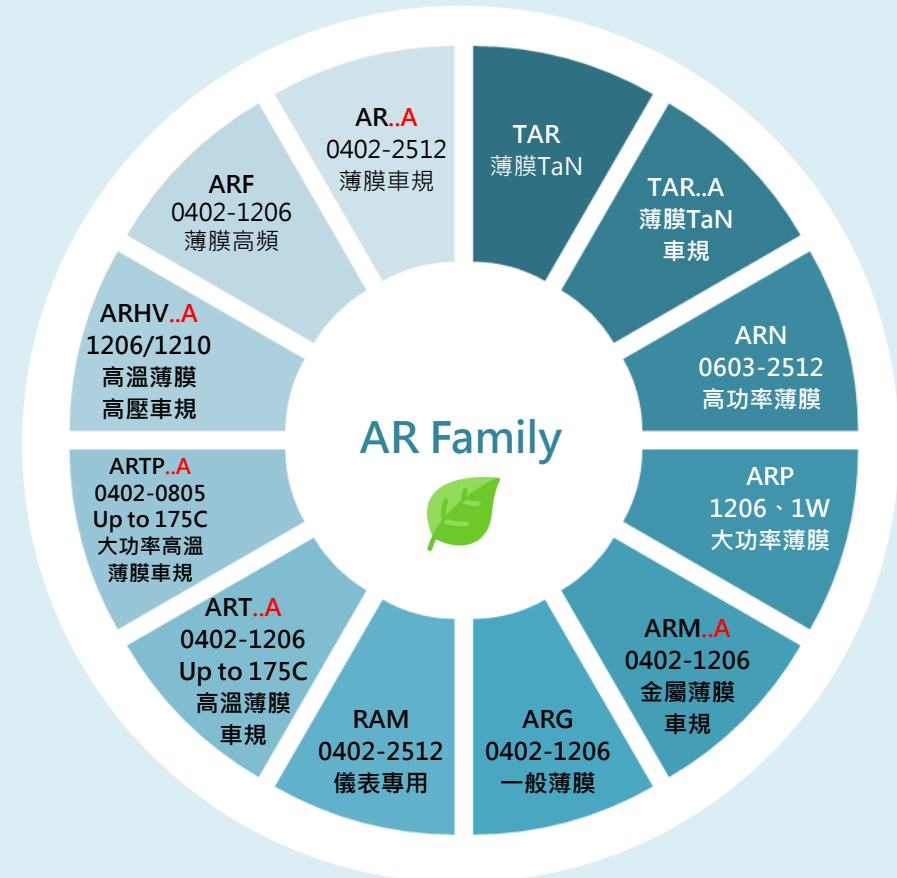 AR Family
TAR
薄膜TaN
TAR..A
薄膜TaN
車規
ARN
0603-2512
高功率薄膜
ARP
1206、1W
大功率薄膜
ARM..A
0402-1206
金屬薄膜
車規
ARG
0402-1206
一般薄膜
RAM
0402-2512
儀表專用
ART..A
0402-1206
Up to 175C
高溫薄膜
車規
ARTP..A
0402-0805
Up to 175C
大功率高溫
薄膜車規
ARHV..A
1206/1210
高溫薄膜
高壓車規
ARF
0402-1206
薄膜高頻
AR..A
0402-2512
薄膜車規